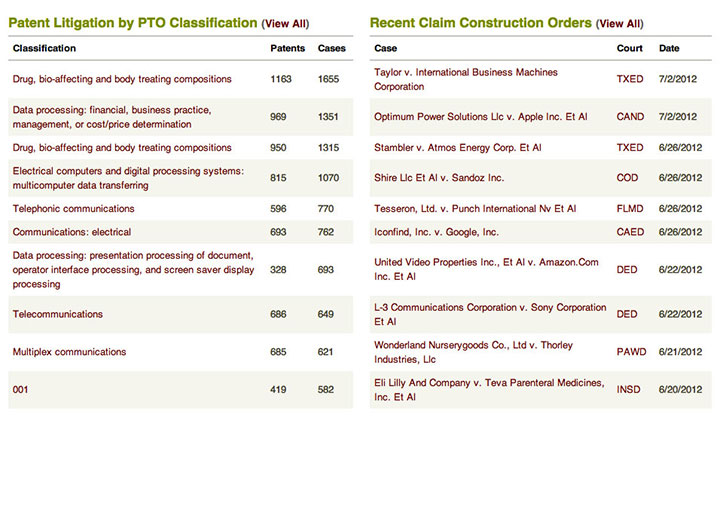 Patent Litigation by PTO Classification (View All)
Classification Patents Cases
Drug, bio-affecting and body treating compositions 1163 1655
Data processing: financial, business practice,
management, or cost/price determination 969 1351
Drug, bio-affecting and body treating compositions 950 1315
Electrical computers and digital processing systems:
multicomputer data transferring 815 1070
Telephonic communications 596 770
Communications: electrical 693 762
Data processing: presentation processing of document,
operator interface processing, and screen saver display 328 693
processing
Telecommunications 686 649
Multiplex communications 685 621
001 419 582
Recent Claim Construction Orders (View All)
Case Court Date
Taylor v. International Business Machines
Corporation TXED 7/2/2012
Optimum Power Solutions Llc v. Apple Inc. Et Al CAND 7/2/2012
Stambler v. Atmos Energy Corp. Et Al TXED 6/26/2012
Shire Llc Et Al v. Sandoz Inc. COD 6/26/2012
Tesseron, Ltd. v. Punch International Nv Et Al FLMD 6/26/2012
Iconfind, Inc. v. Google, Inc. CAED 6/26/2012
United Video Properties Inc., Et Al v. Amazon.Com
Inc. Et Al DED 6/22/2012
L-3 Communications Corporation v. Sony Corporation
Et Al DED 6/22/2012
Wonderland Nurserygoods Co., Ltd v. Thorley
Industries, Llc PAWD 6/21/2012
Eli Lilly And Company v. Teva Parenteral Medicines,
Inc. Et Al INSD 6/20/2012